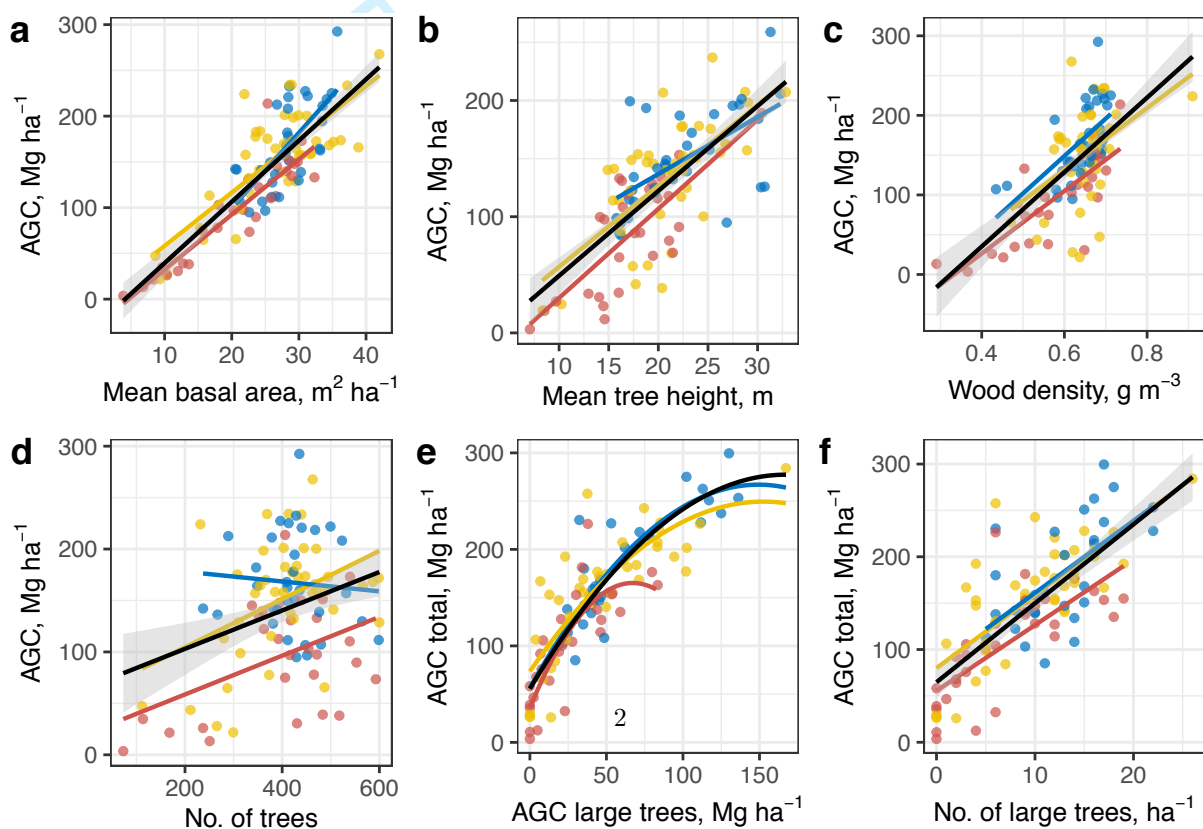 a
AGC, Mg ha⁻¹
300
200
100
0
10 20 30 40
Mean basal area, m² ha⁻¹
b
AGC, Mg ha⁻¹
200
100
0
10 15 20 25 30
Mean tree height, m
c
AGC, Mg ha⁻¹
300
200
100
0
0.4 0.6 0.8
Wood density, g m⁻³
d
AGC, Mg ha⁻¹
300
200
100
0
200 400 600
No. of trees
e
AGC total, Mg ha⁻¹
300
200
100
0
2
0 50 100 150
AGC large trees, Mg ha⁻¹
f
AGC total, Mg ha⁻¹
300
200
100
0
0 10 20
No. of large trees, ha⁻¹